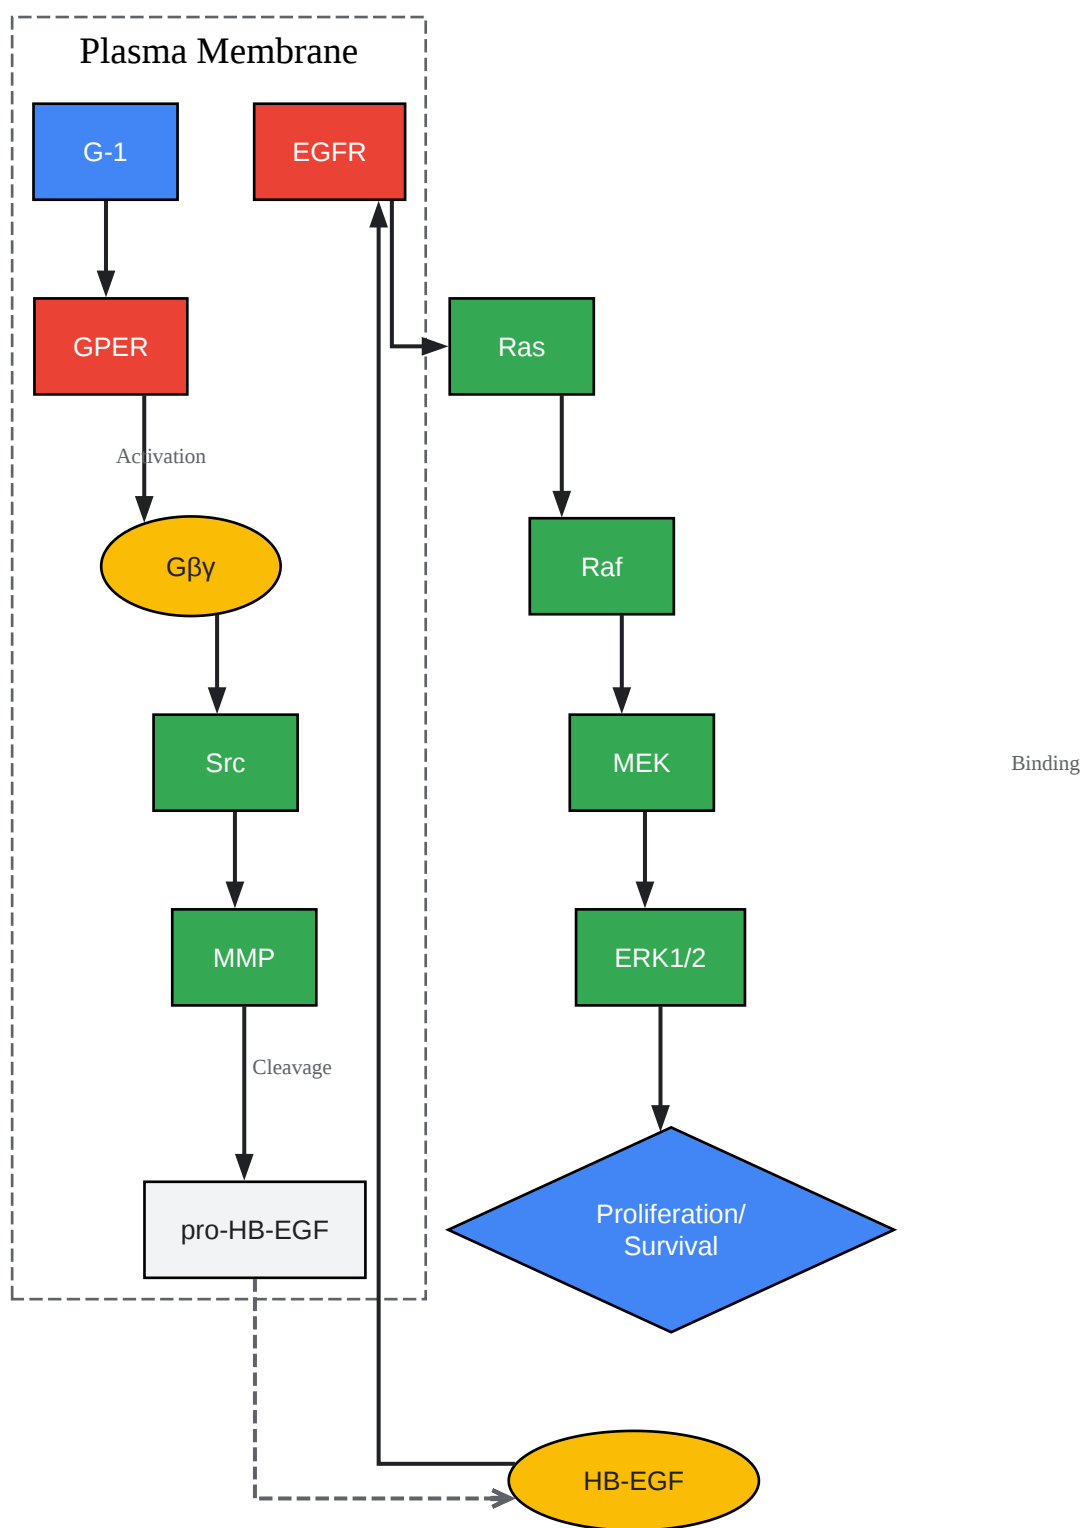 Plasma Membrane
G-1
EGFR
GPER
Ras
Activation
Gβγ
Raf
Src
MEK
Binding
MMP
ERK1/2
Cleavage
pro-HB-EGF
Proliferation/
Survival
HB-EGF